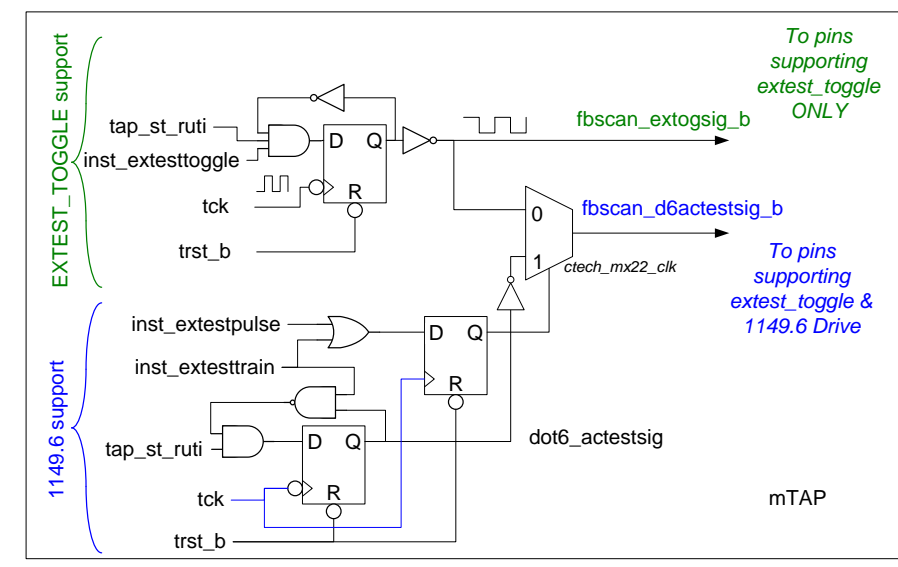 EXTEST_TOGGLE support
To pins
supporting
extest_toggle
ONLY
tap_st_ruti
inst_extesttoggle
D
Q
R
tck
trst_b
fbscan_extogsig_b
0
1
fbscan_d6actestsig_b
ctech_mx22_clk
To pins
supporting
extest_toggle &
1149.6 Drive
1149.6 support
inst_extestpulse
inst_extesttrain
D
Q
R
tap_st_ruti
D
Q
R
dot6_actestsig
tck
trst_b
mTAP